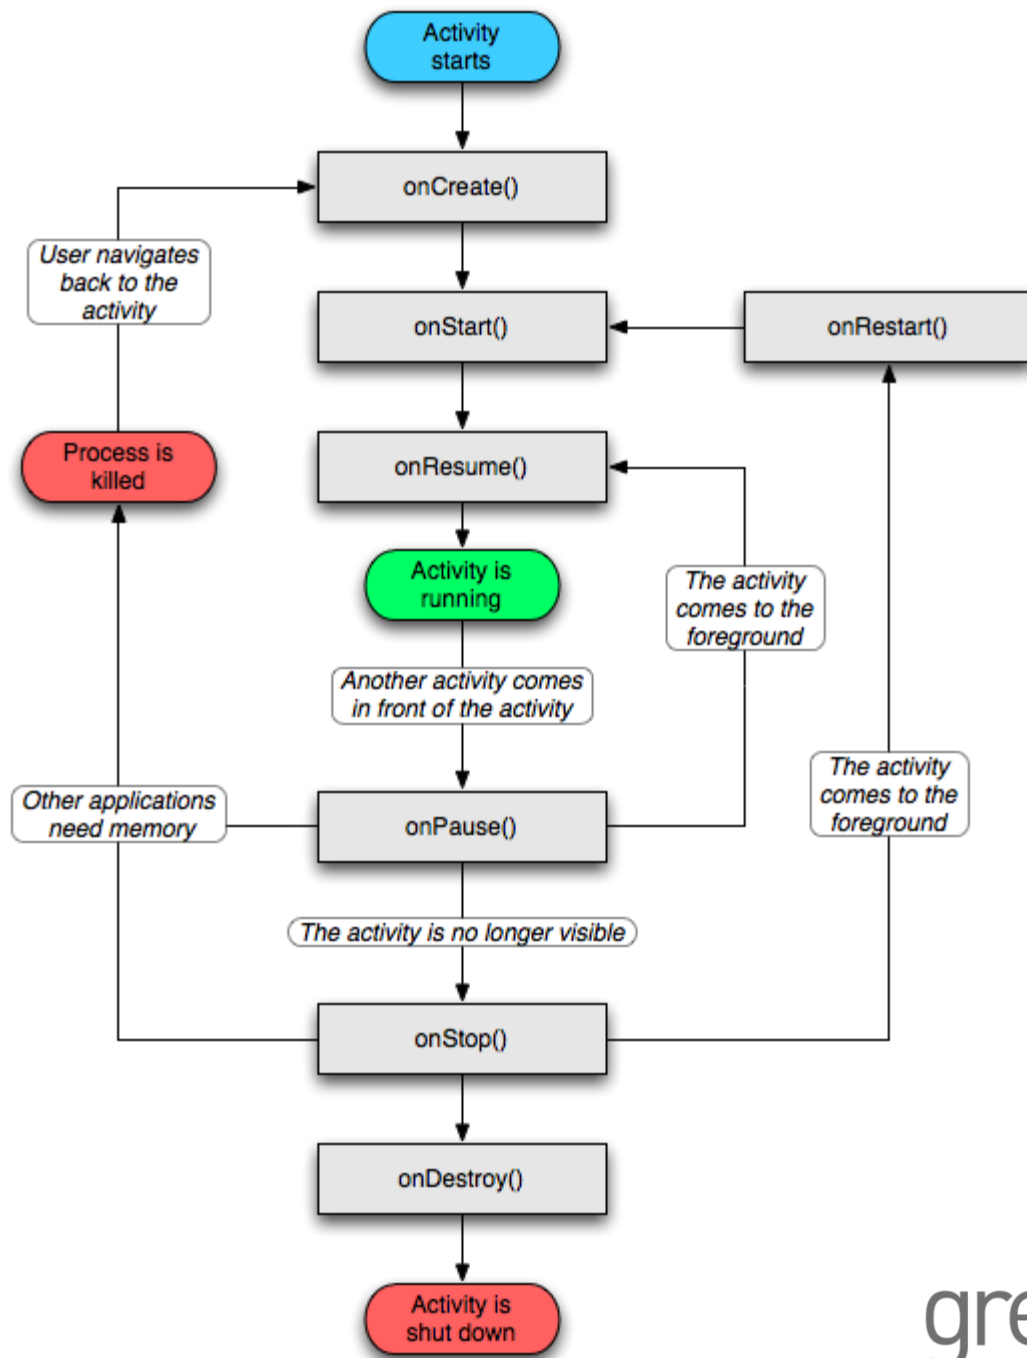 Activity
starts
onCreate()
User navigates
back to the
activity
onStart()
onRestart()
Process is
killed
onResume()
Activity is
running
The activity
comes to the
foreground
Another activity comes
in front of the activity
The activity
comes to the
foreground
Other applications
need memory
onPause()
The activity is no longer visible
onStop()
onDestroy()
Activity is
shut down
gre